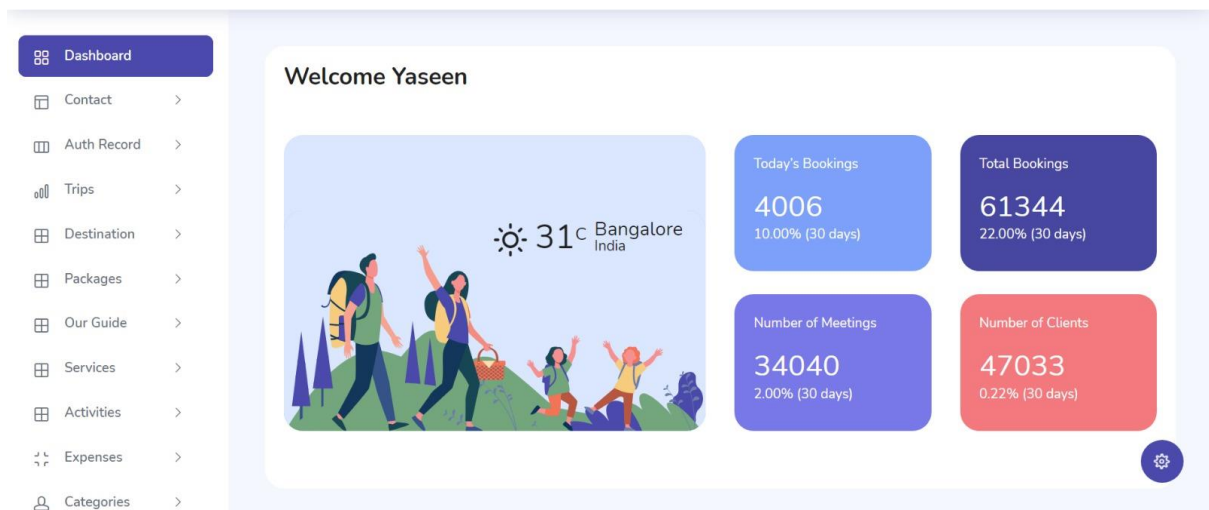 Dashboard
Contact
Auth Record
Trips
Destination
Packages
Our Guide
Services
Activities
Expenses
Categories
Welcome Yaseen
31C Bangalore
India
Today's Bookings
4006
10.00% (30 days)
Total Bookings
61344
22.00% (30 days)
Number of Meetings
34040
2.00% (30 days)
Number of Clients
47033
0.22% (30 days)